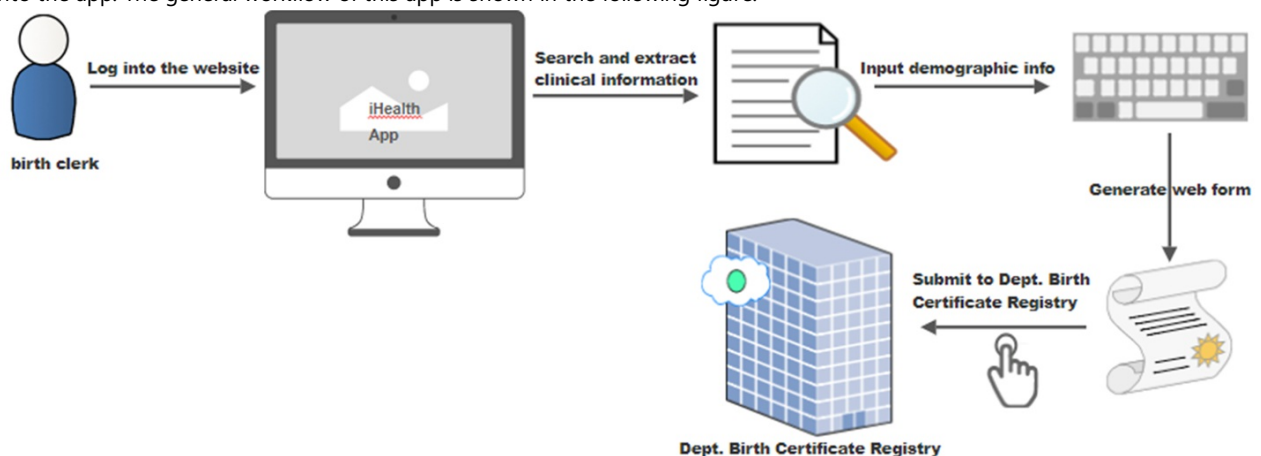 into the app. The general workflow of this app is shown in the following figure.
Log into the website
Search and extract
clinical information
Input demographic info
iHealth
App
birth clerk
Generate web form
Submit to Dept. Birth
Certificate Registry
Dept. Birth Certificate Registry